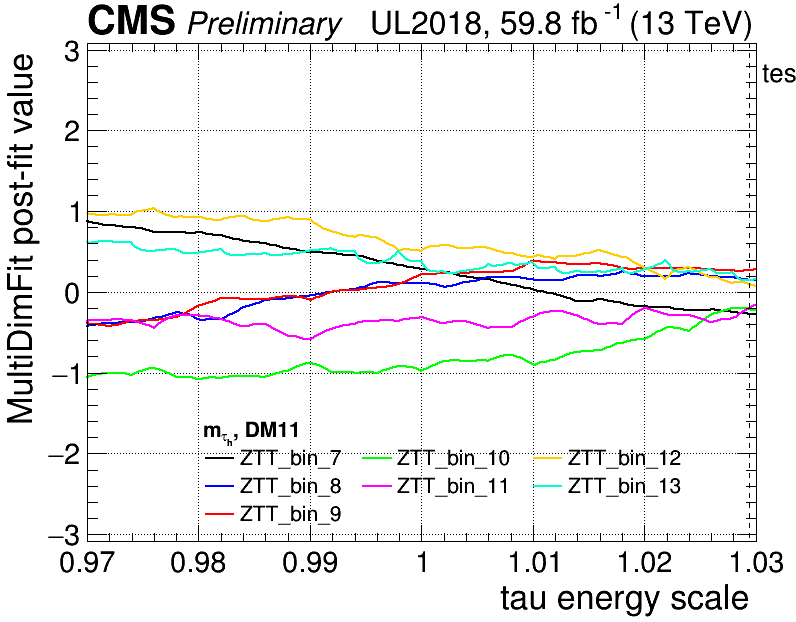 CMS Preliminary UL2018, 59.8 fb-1 (13 TeV)
MultiDimFit post-fit value
3
2
1
0
−1
−2
−3
tes
mτh, DM11
ZTT_bin_7 ZTT_bin_10 ZTT_bin_12
ZTT_bin_8 ZTT_bin_11 ZTT_bin_13
ZTT_bin_9
0.97 0.98 0.99 1 1.01 1.02 1.03
tau energy scale